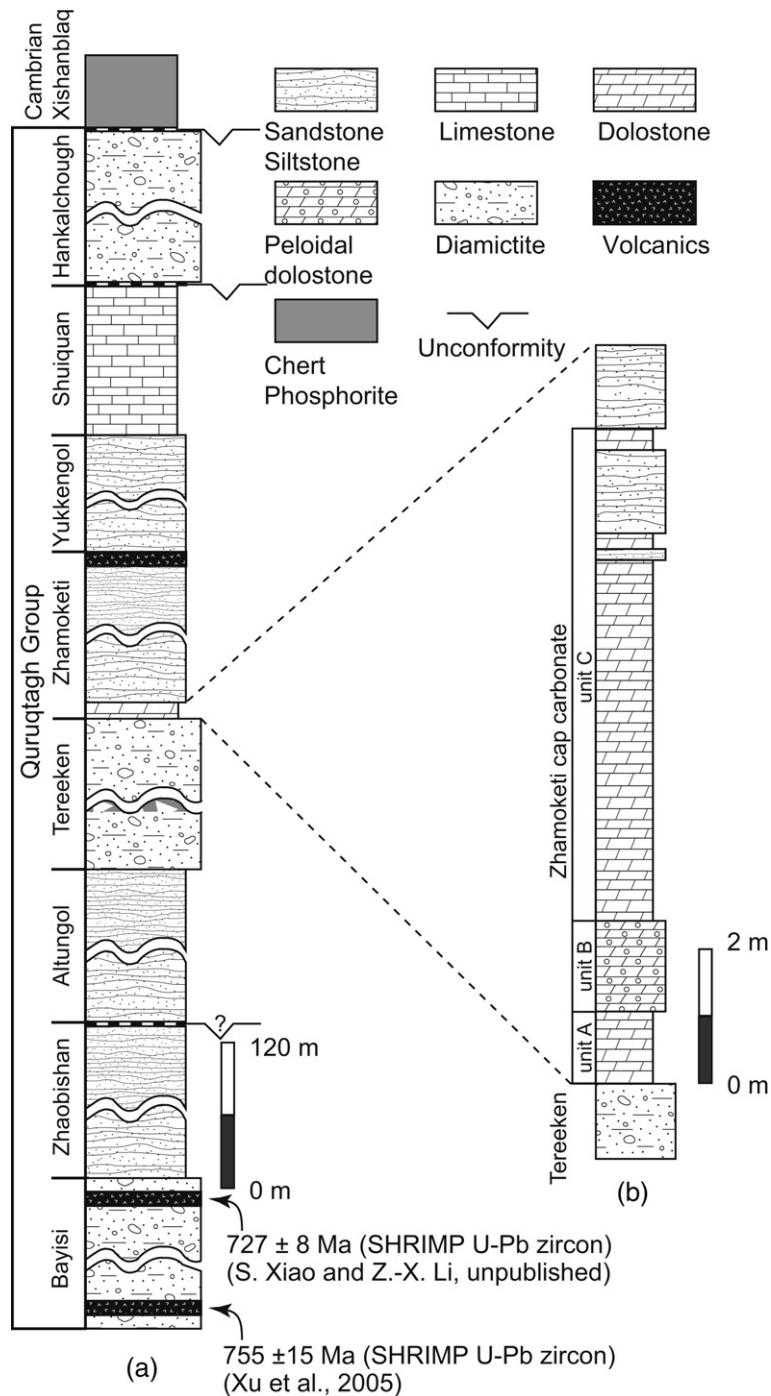 Cambrian
Xishanblaq
Hankalchough
Shuiquan
Yukkengol
Zhamoketi
Tereeken
Altungol
Zhaobishan
Bayisi
Quruqtagh Group
Sandstone
Siltstone
Limestone
Dolostone
Peloidal
dolostone
Diamictite
Volcanics
Chert
Phosphorite
Unconformity
?
120 m
0 m
727 ± 8 Ma (SHRIMP U-Pb zircon)
(S. Xiao and Z.-X. Li, unpublished)
755 ±15 Ma (SHRIMP U-Pb zircon)
(Xu et al., 2005)
(a)
Zhamoketi cap carbonate
unit C
unit B
unit A
Tereeken
2 m
0 m
(b)